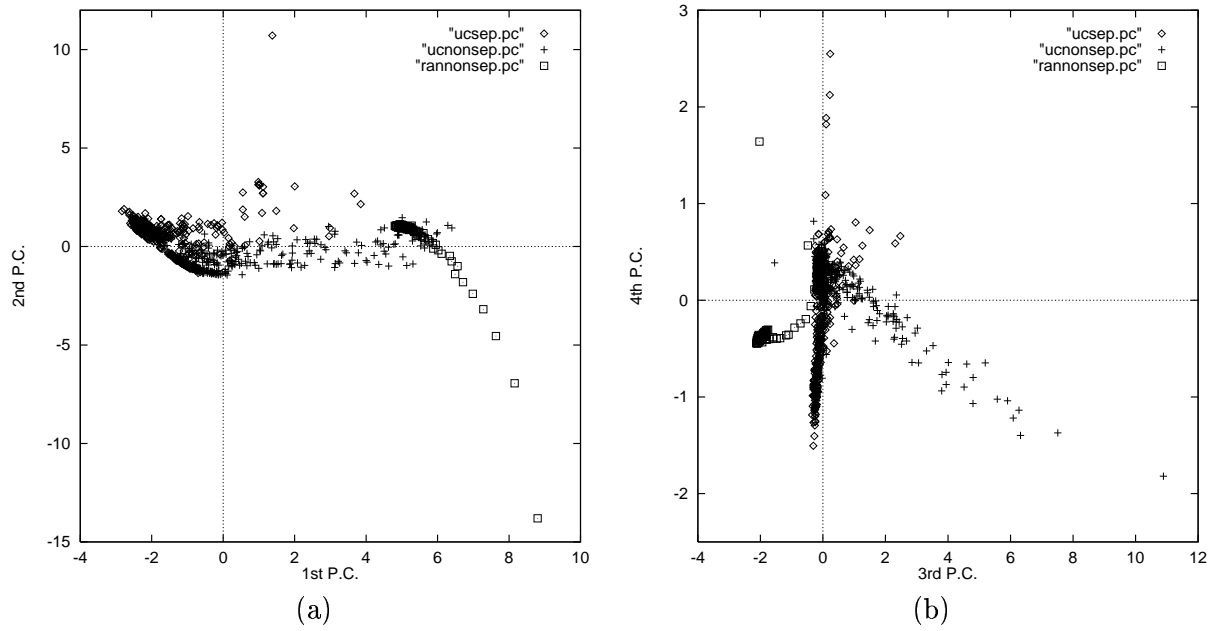 10
5
0
-5
-10
-15
-4
-2
0
2
4
6
8
10
2nd P.C.
1st P.C.
"ucsep.pc"
"ucnonsep.pc"
"rannonsep.pc"
(a)
3
2
1
0
-1
-2
-4
-2
0
2
4
6
8
10
12
4th P.C.
3rd P.C.
"ucsep.pc"
"ucnonsep.pc"
"rannonsep.pc"
(b)